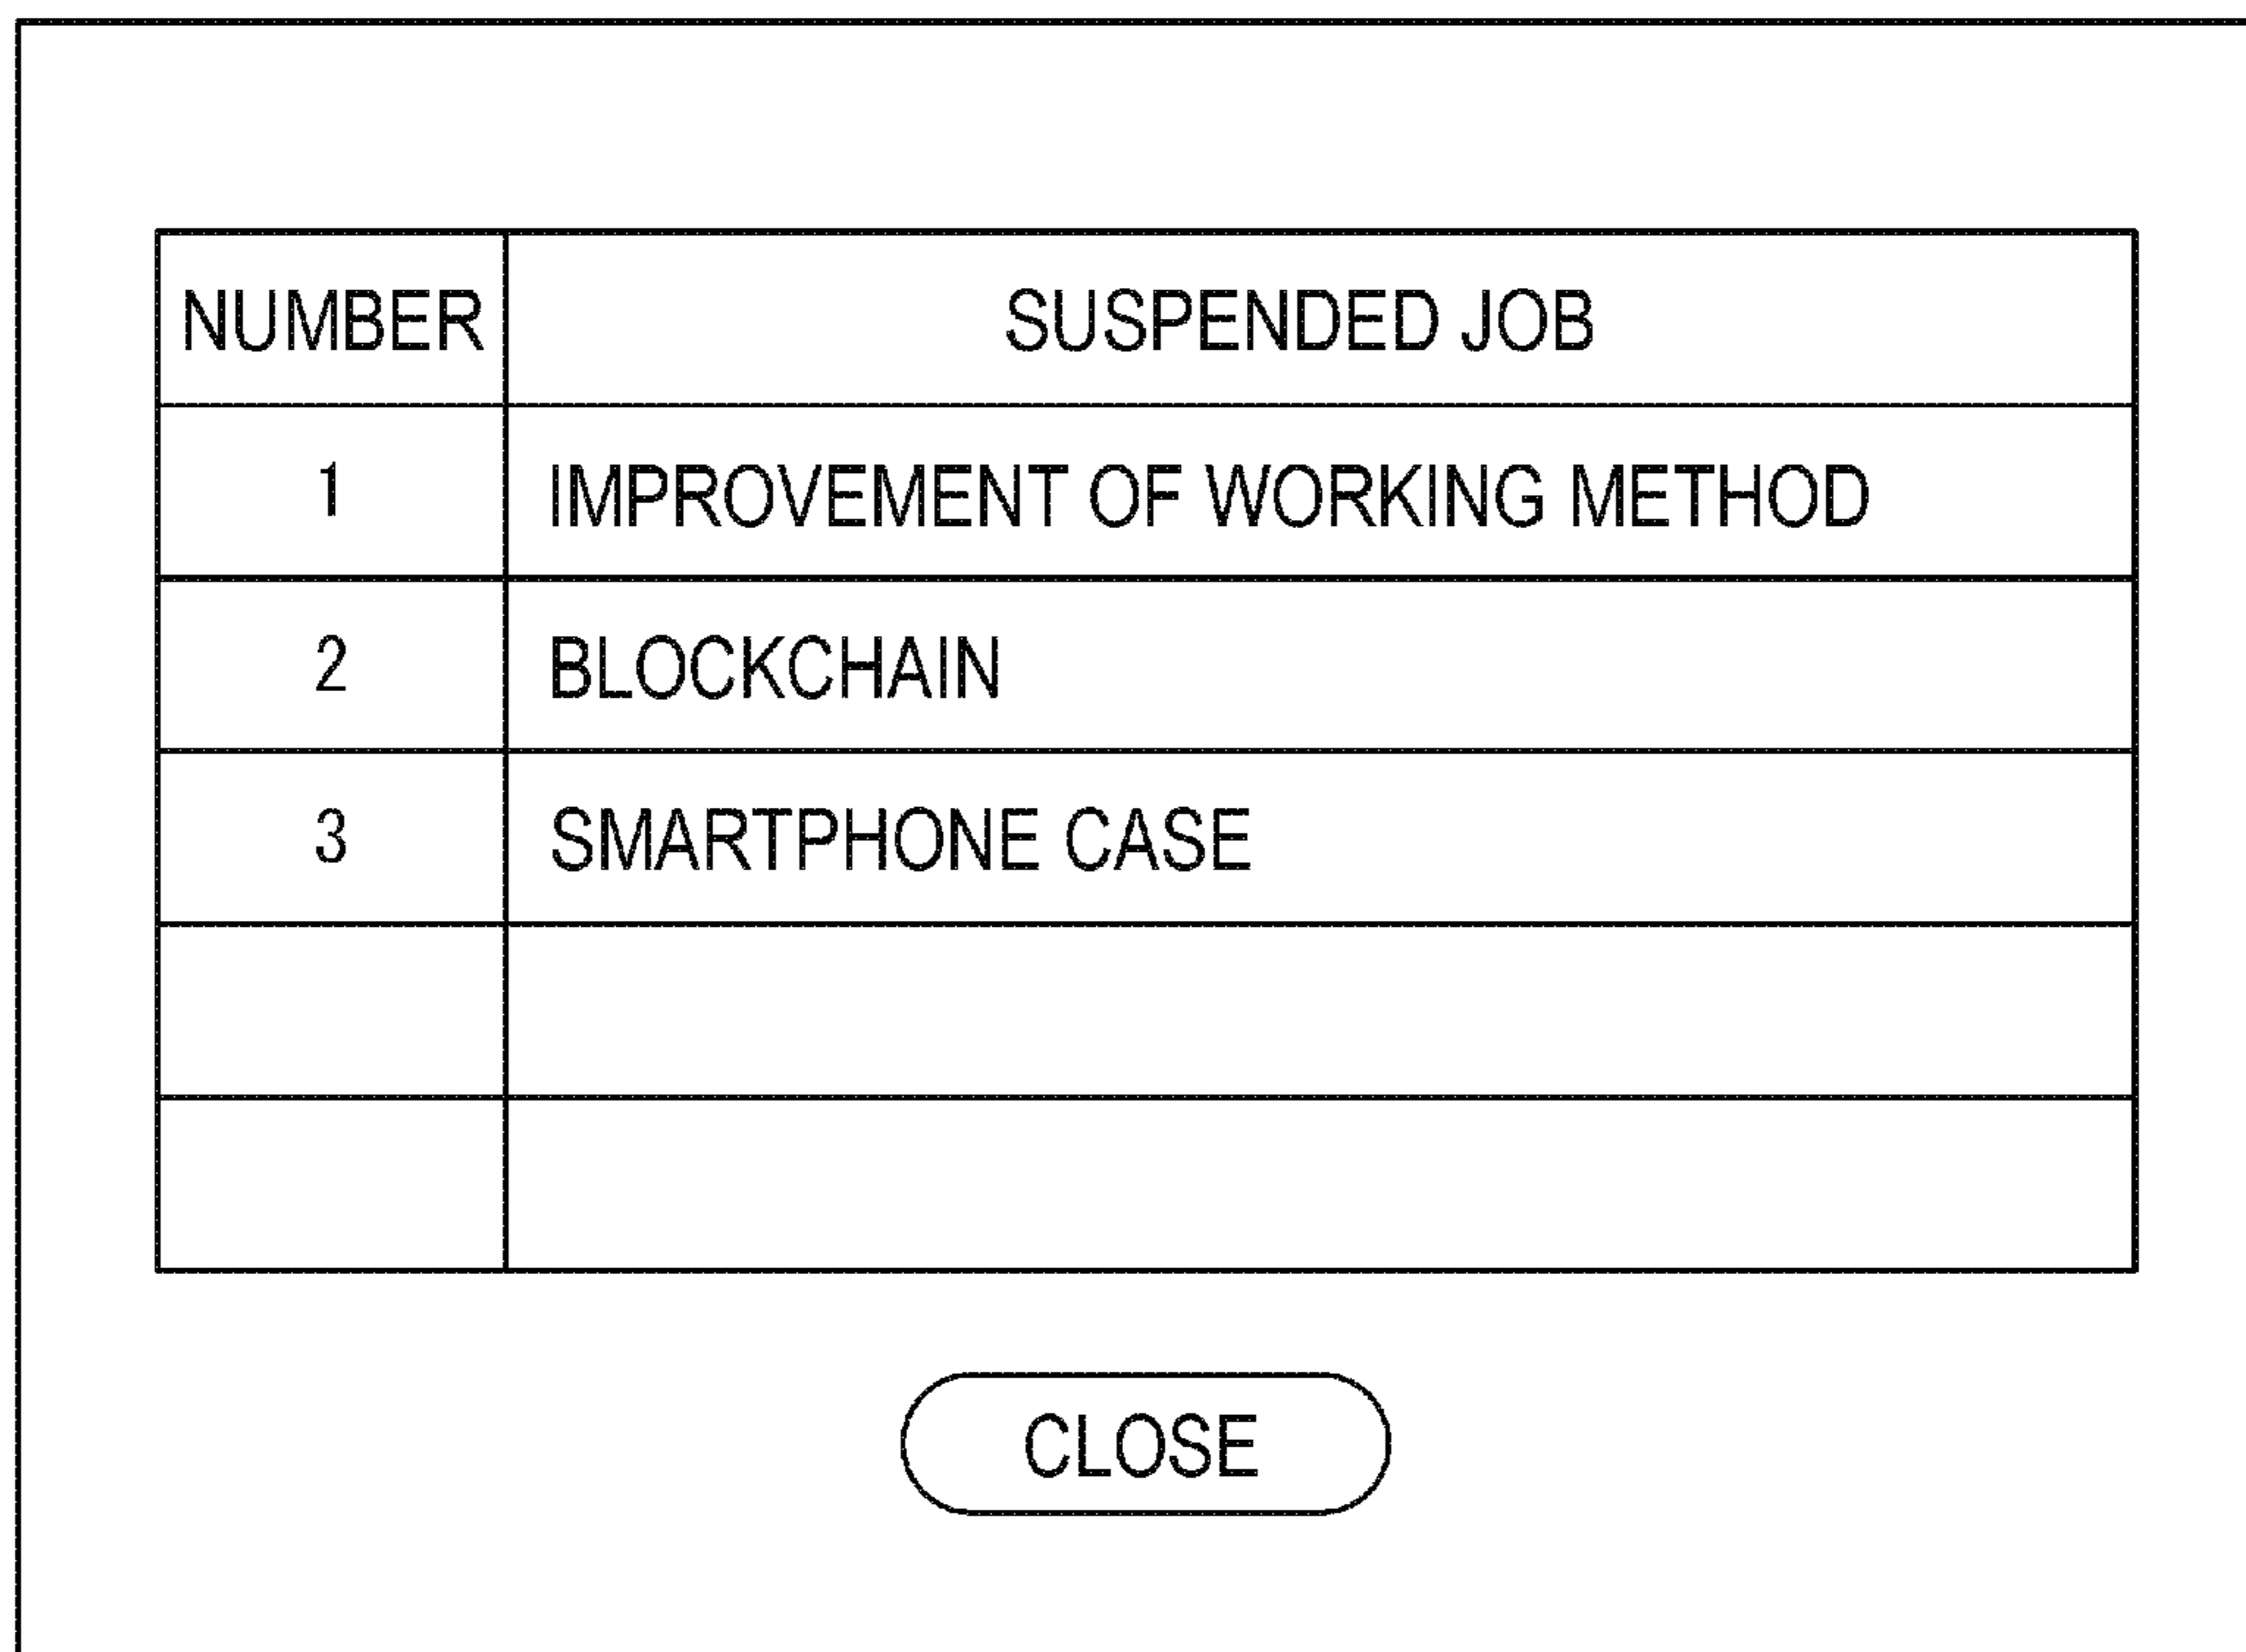 NUMBER SUSPENDED JOB
1 IMPROVEMENT OF WORKING METHOD
2 BLOCKCHAIN
3 SMARTPHONE CASE
CLOSE